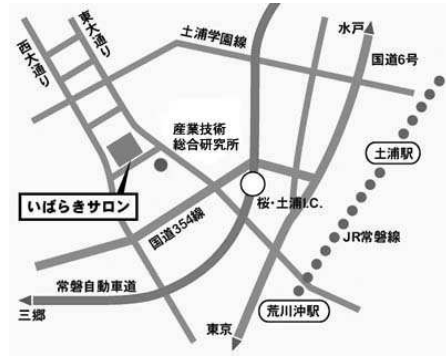 東大通り
西大通り
土浦学園線
水戸
国道6号
産業技術
総合研究所
土浦駅
いばらきサロン
桜・土浦I.C.
国道354線
JR常磐線
常磐自動車道
荒川沖駅
三郷
東京